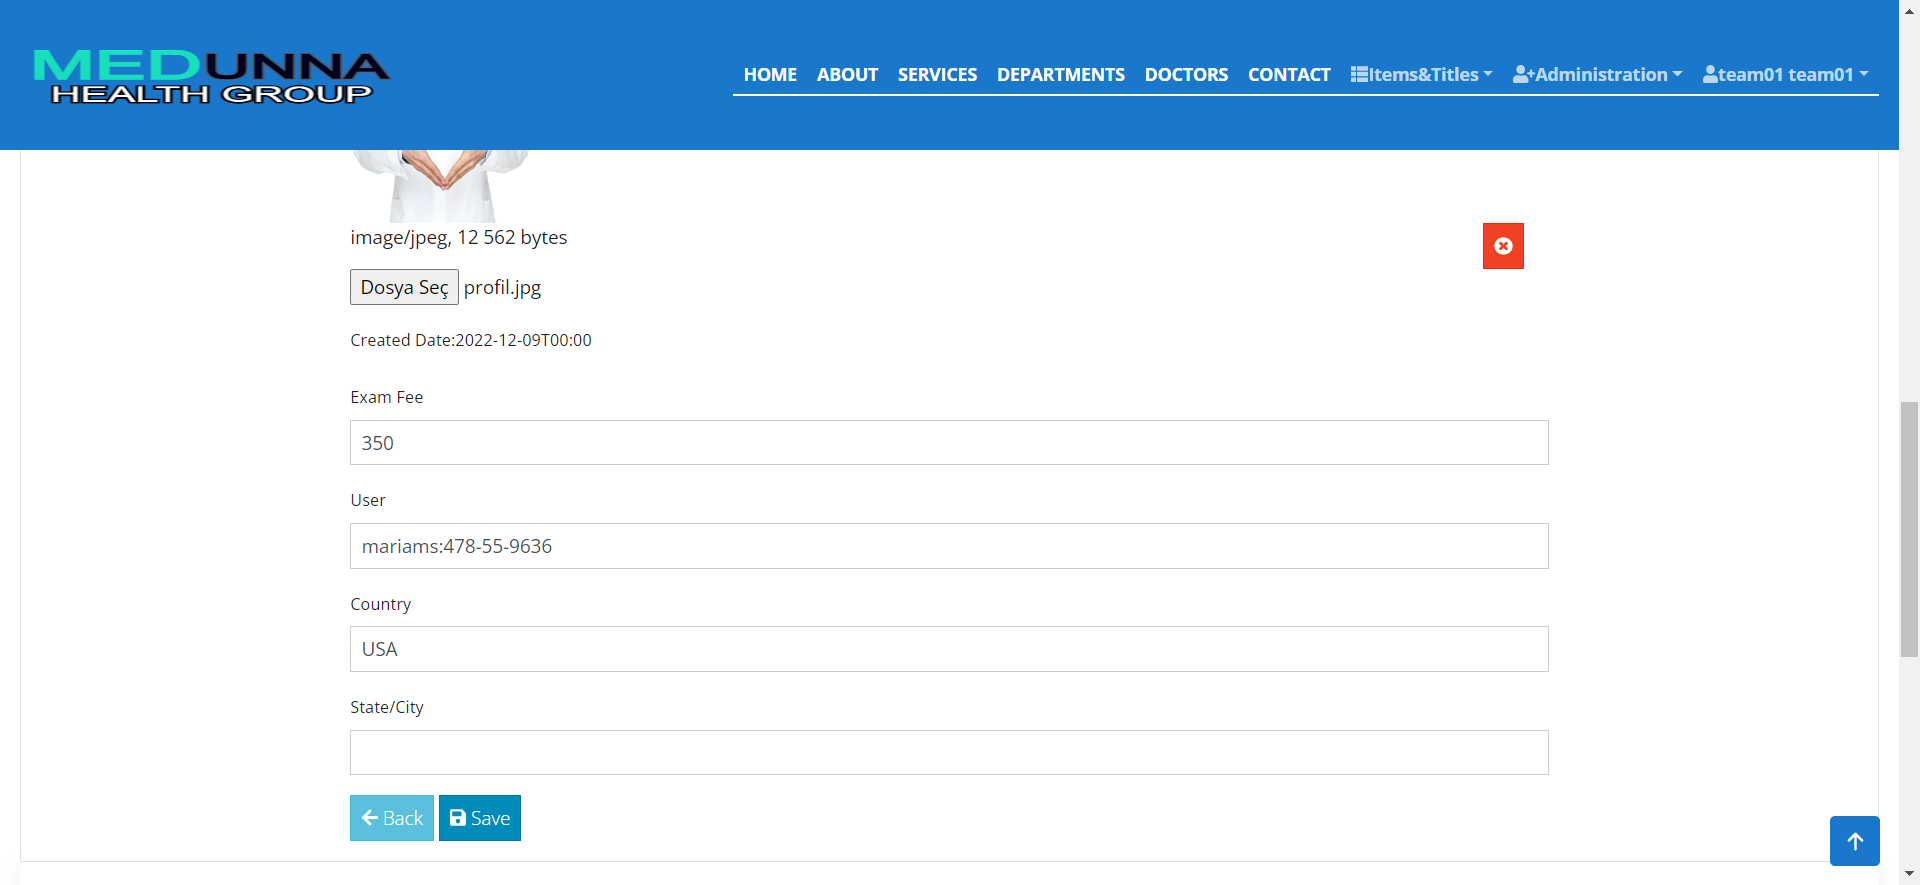 MEDUNNA
HEALTH GROUP
HOME ABOUT SERVICES DEPARTMENTS DOCTORS CONTACT Items&Titles Administration team01 team01
image/jpeg, 12 562 bytes
Dosya Seç profil.jpg
Created Date:2022-12-09T00:00
Exam Fee
350
User
mariams:478-55-9636
Country
USA
State/City
Back Save